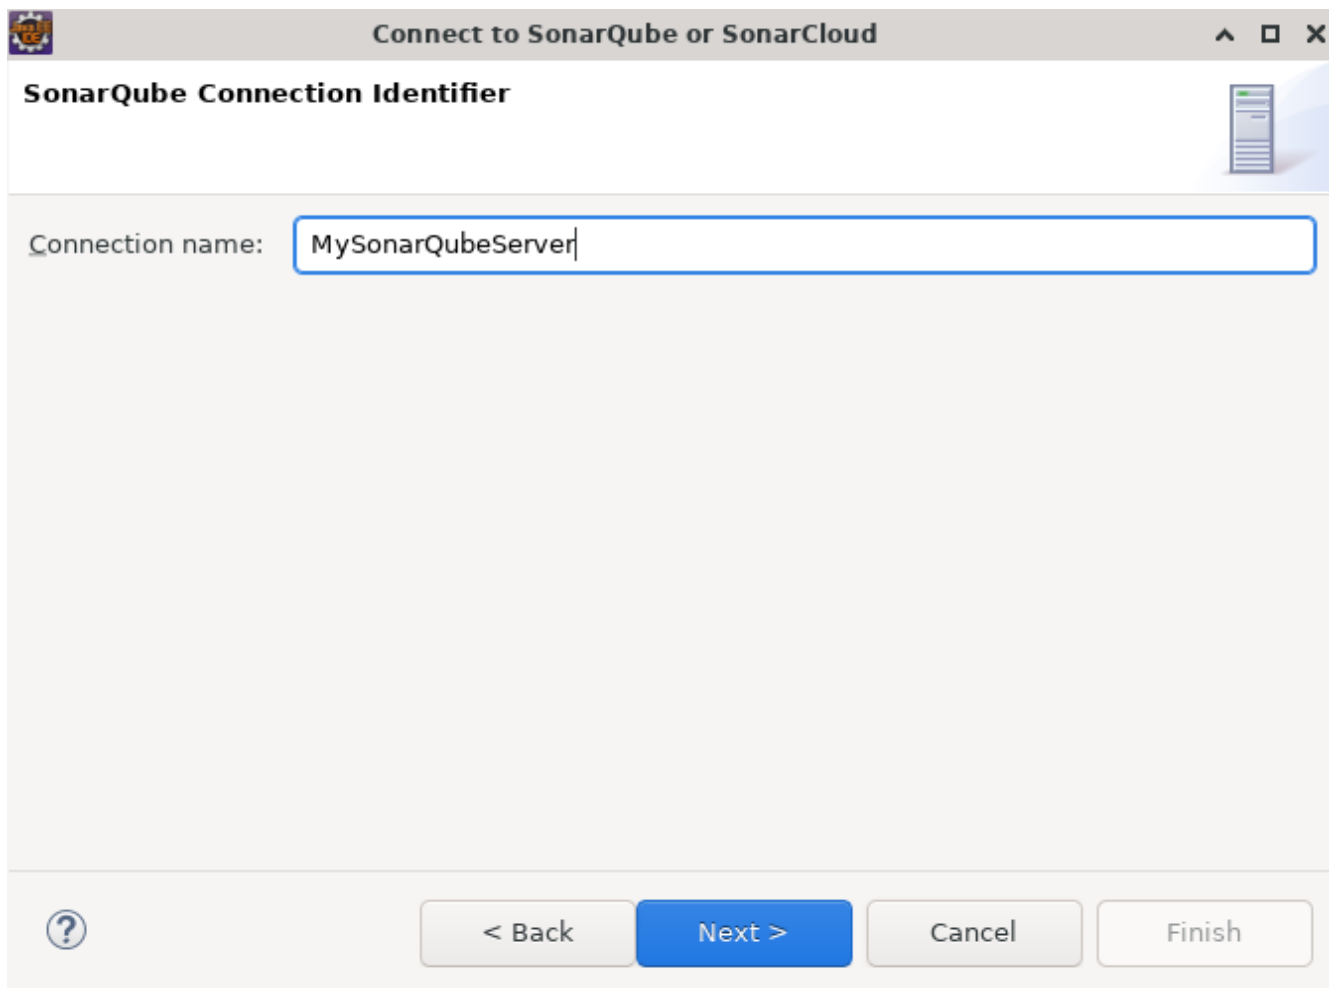 Connect to SonarQube or SonarCloud
SonarQube Connection Identifier
Connection name: MySonarQubeServer
< Back Next > Cancel Finish